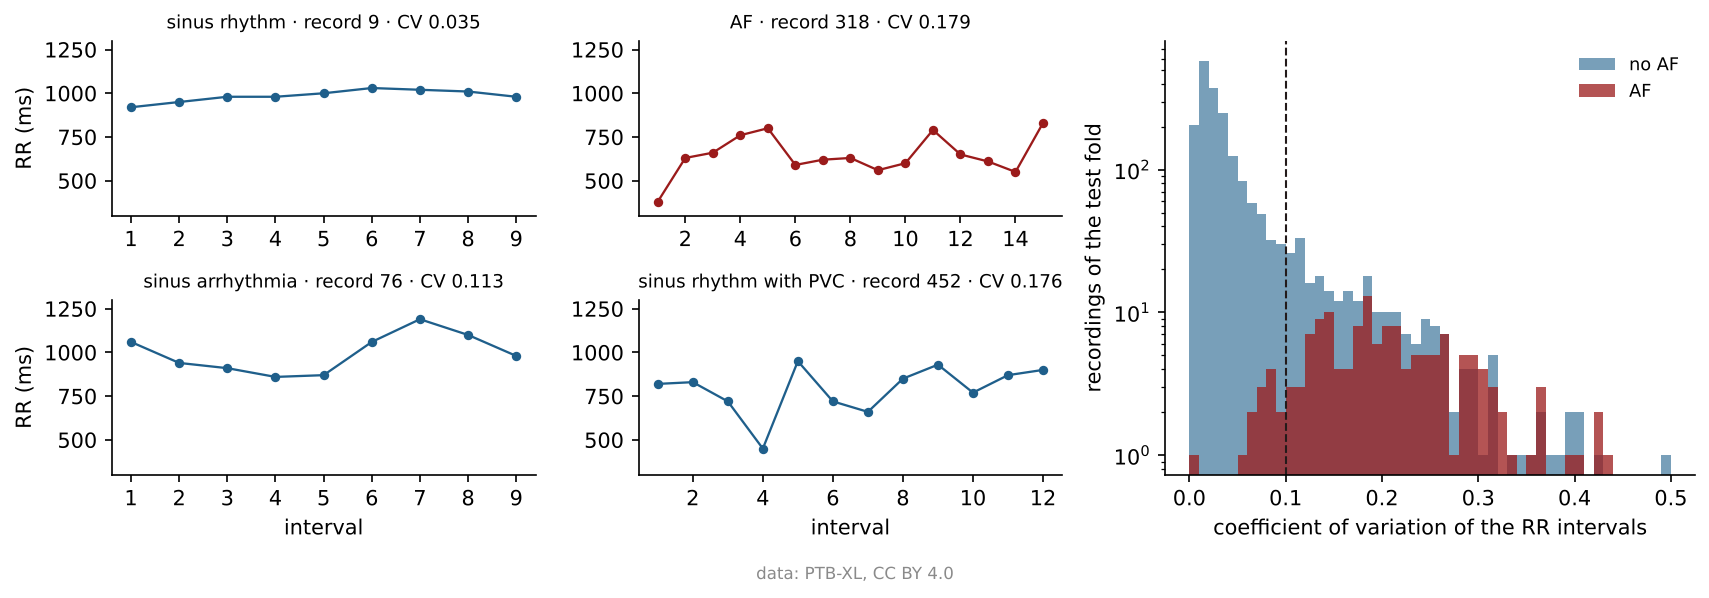 sinus rhythm · record 9 · CV 0.035
RR (ms)
1250
1000
750
500
1 2 3 4 5 6 7 8 9
AF · record 318 · CV 0.179
1250
1000
750
500
2 4 6 8 10 12 14
sinus arrhythmia · record 76 · CV 0.113
RR (ms)
1250
1000
750
500
1 2 3 4 5 6 7 8 9
interval
sinus rhythm with PVC · record 452 · CV 0.176
1250
1000
750
500
2 4 6 8 10 12
interval
recordings of the test fold
10²
10¹
10⁰
no AF
AF
0.0 0.1 0.2 0.3 0.4 0.5
coefficient of variation of the RR intervals
data: PTB-XL, CC BY 4.0